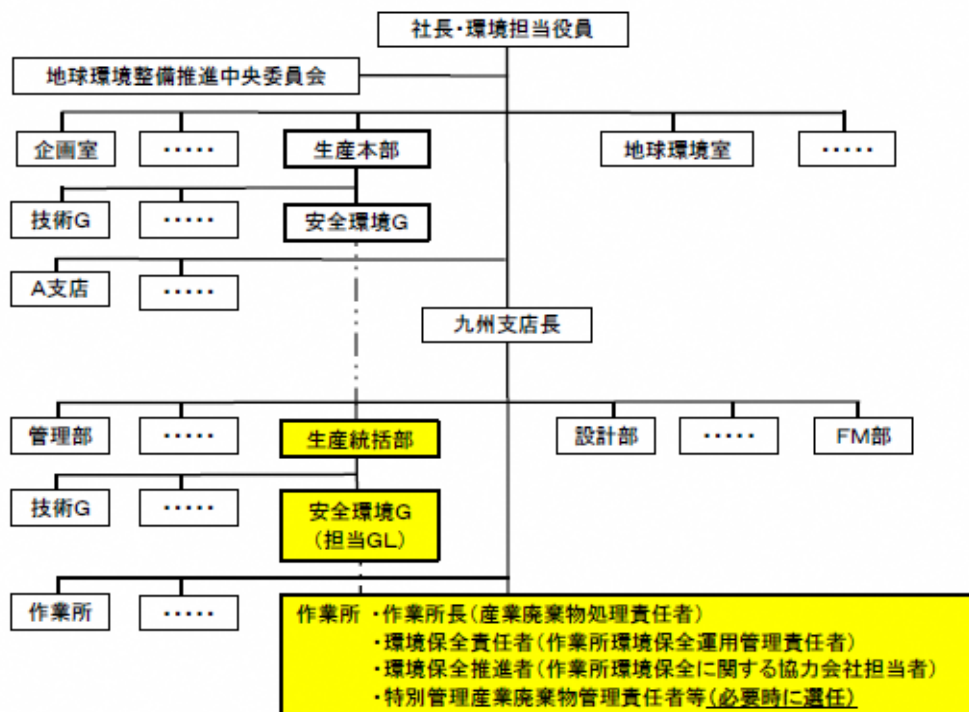 社長・環境担当役員
地球環境整備推進中央委員会
企画室
・・・・・
生産本部
地球環境室
・・・・・
技術G
・・・・・
安全環境G
A支店
・・・・・
九州支店長
管理部
・・・・・
生産統括部
設計部
・・・・・
FM部
技術G
・・・・・
安全環境G
(担当GL)
作業所
・・・・・
作業所 ・作業所長(産業廃棄物処理責任者)
・環境保全責任者(作業所環境保全運用管理責任者)
・環境保全推進者(作業所環境保全に関する協力会社担当者)
・特別管理産業廃棄物管理責任者等(必要時に選任)